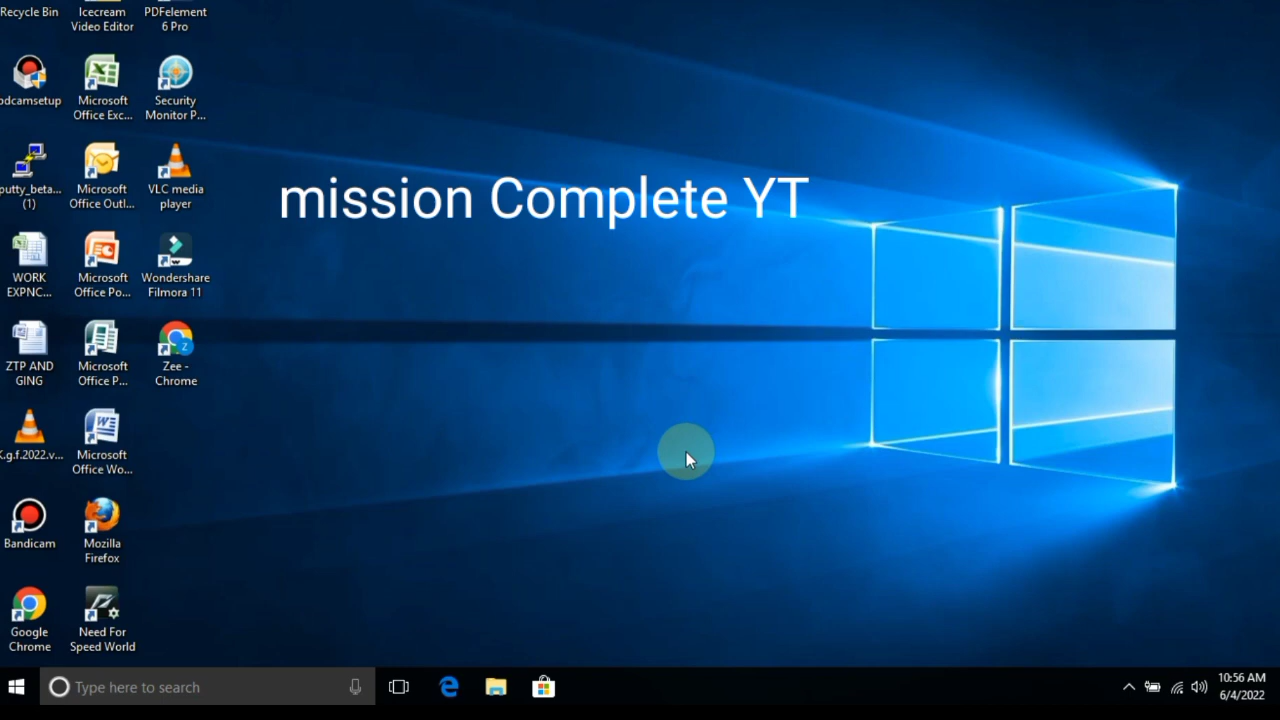 Recycle Bin
Icecream
Video Editor
PDFelement
6 Pro
bdcamsetup
Microsoft
Office Exc...
Security
Monitor P...
putty_beta...
(1)
Microsoft
Office Outl...
VLC media
player
mission Complete YT
WORK
EXPNC...
Microsoft
Office Po...
Wondershare
Filmora 11
ZTP AND
GING
Microsoft
Office P...
Zee -
Chrome
K.g.f.2022.v...
Microsoft
Office Wo...
Bandicam
Mozilla
Firefox
Google
Chrome
Need For
Speed World
Type here to search
10:56 AM
6/4/2022